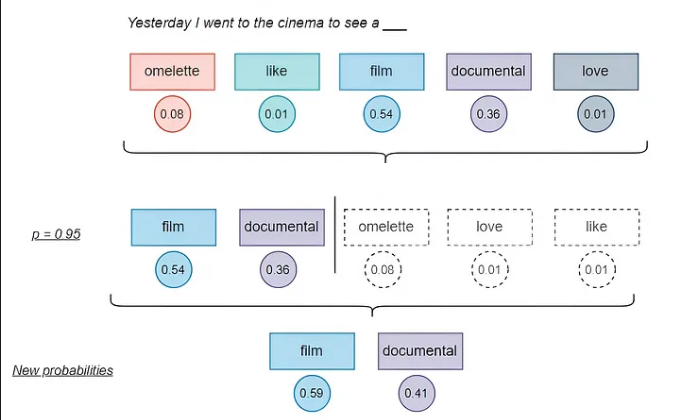 Yesterday I went to the cinema to see a ___
omelette like film documental love
0.08 0.01 0.54 0.36 0.01
p = 0.95
film documental omelette love like
0.54 0.36 0.08 0.01 0.01
New probabilities
film documental
0.59 0.41